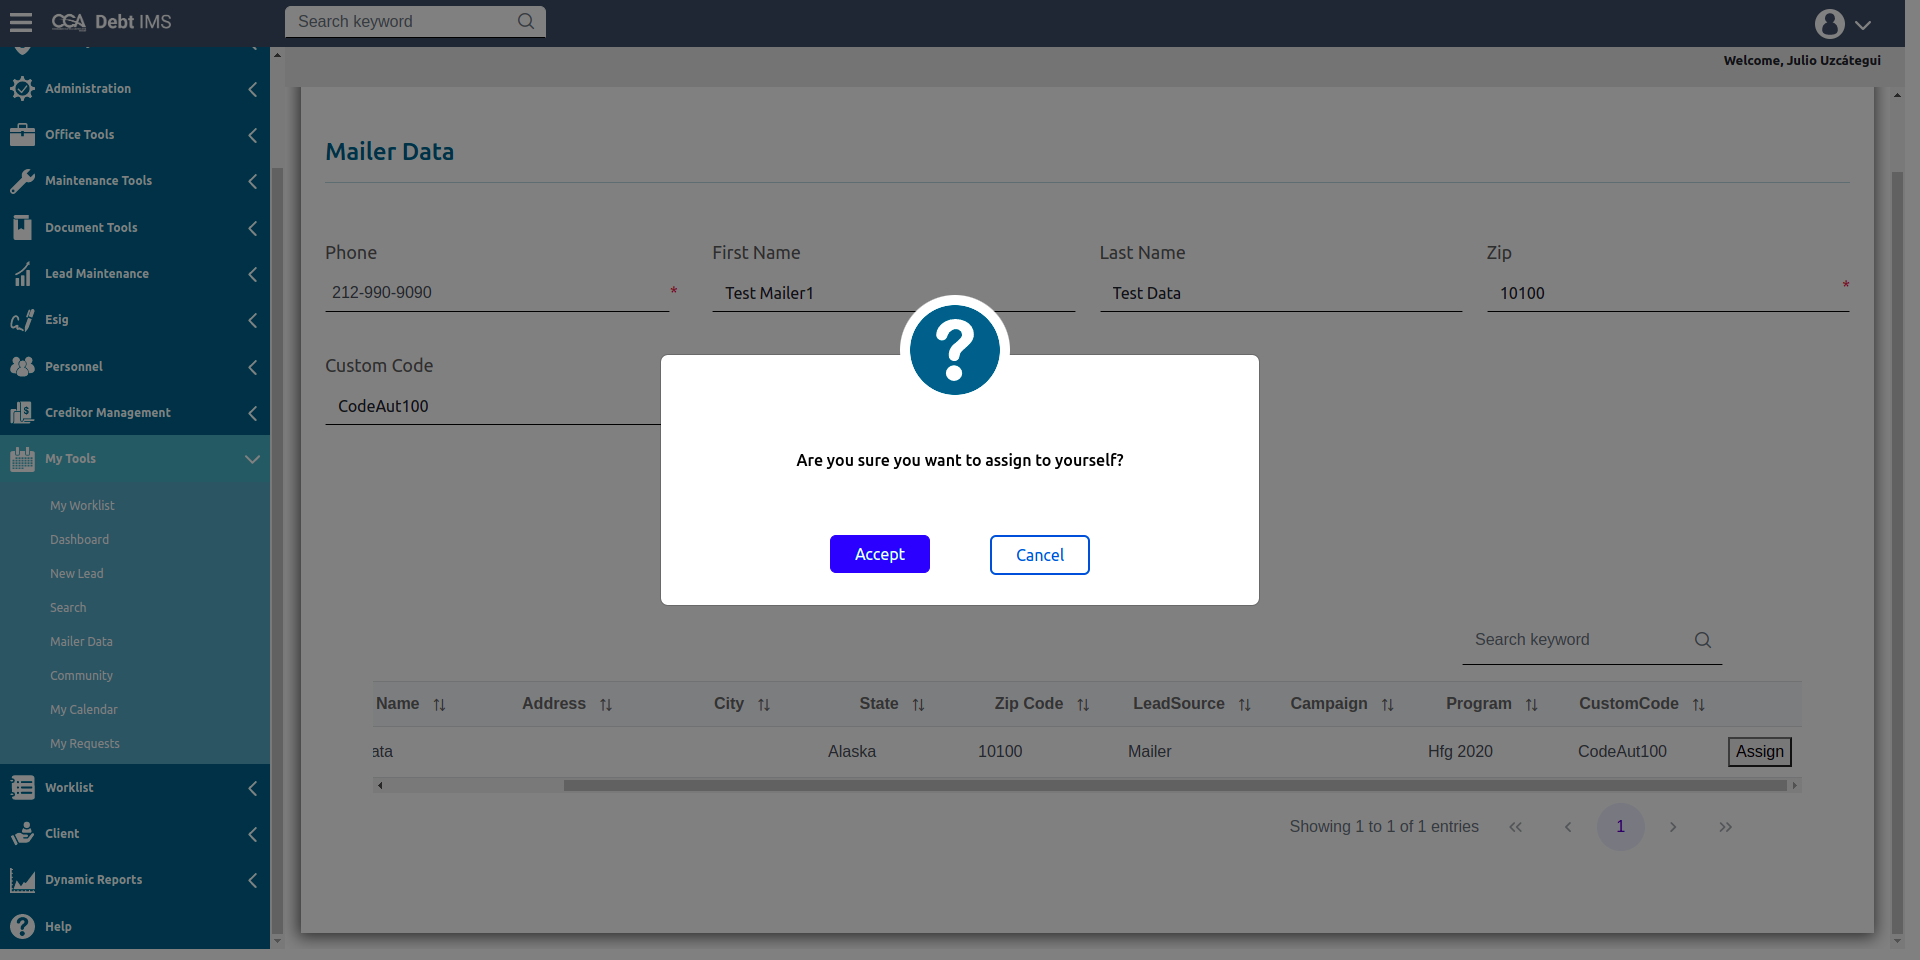 CGA Debt IMS
Search keyword
Welcome, Julio Uzcátegui
Administration
Office Tools
Maintenance Tools
Document Tools
Lead Maintenance
Esig
Personnel
Creditor Management
My Tools
My Worklist
Dashboard
New Lead
Search
Mailer Data
Community
My Calendar
My Requests
Worklist
Client
Dynamic Reports
Help
Mailer Data
Phone First Name Last Name Zip
212-990-9090 * Test Mailer1 Test Data 10100 *
Custom Code
CodeAut100
?
Are you sure you want to assign to yourself?
Accept Cancel
Search keyword
Name Address City State Zip Code LeadSource Campaign Program CustomCode
ata Alaska 10100 Mailer Hfg 2020 CodeAut100 Assign
Showing 1 to 1 of 1 entries << < 1 > >>